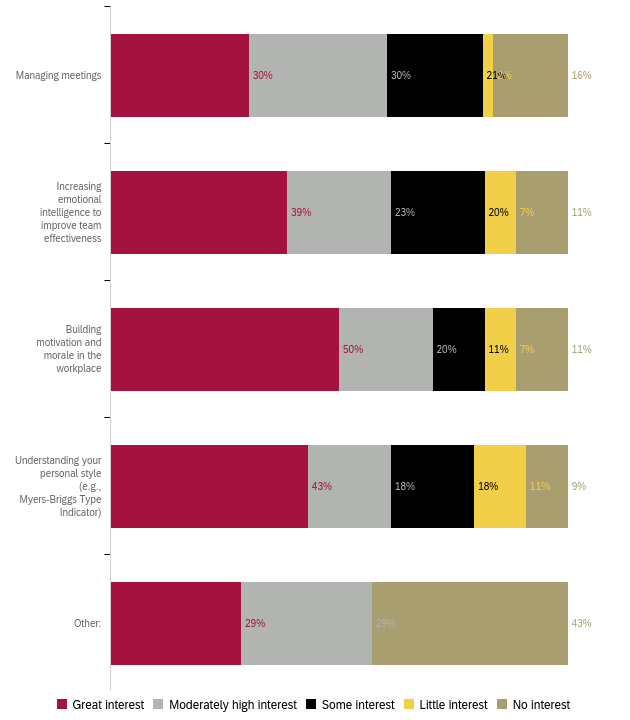 Managing meetings
30% 30% 21% 16%
Increasing
emotional
intelligence to
improve team
effectiveness
39% 23% 20% 7% 11%
Building
motivation and
morale in the
workplace
50% 20% 11% 7% 11%
Understanding your
personal style
(e.g.,
Myers-Briggs Type
Indicator)
43% 18% 18% 11% 9%
Other:
29% 29% 43%
Great interest Moderately high interest Some interest Little interest No interest